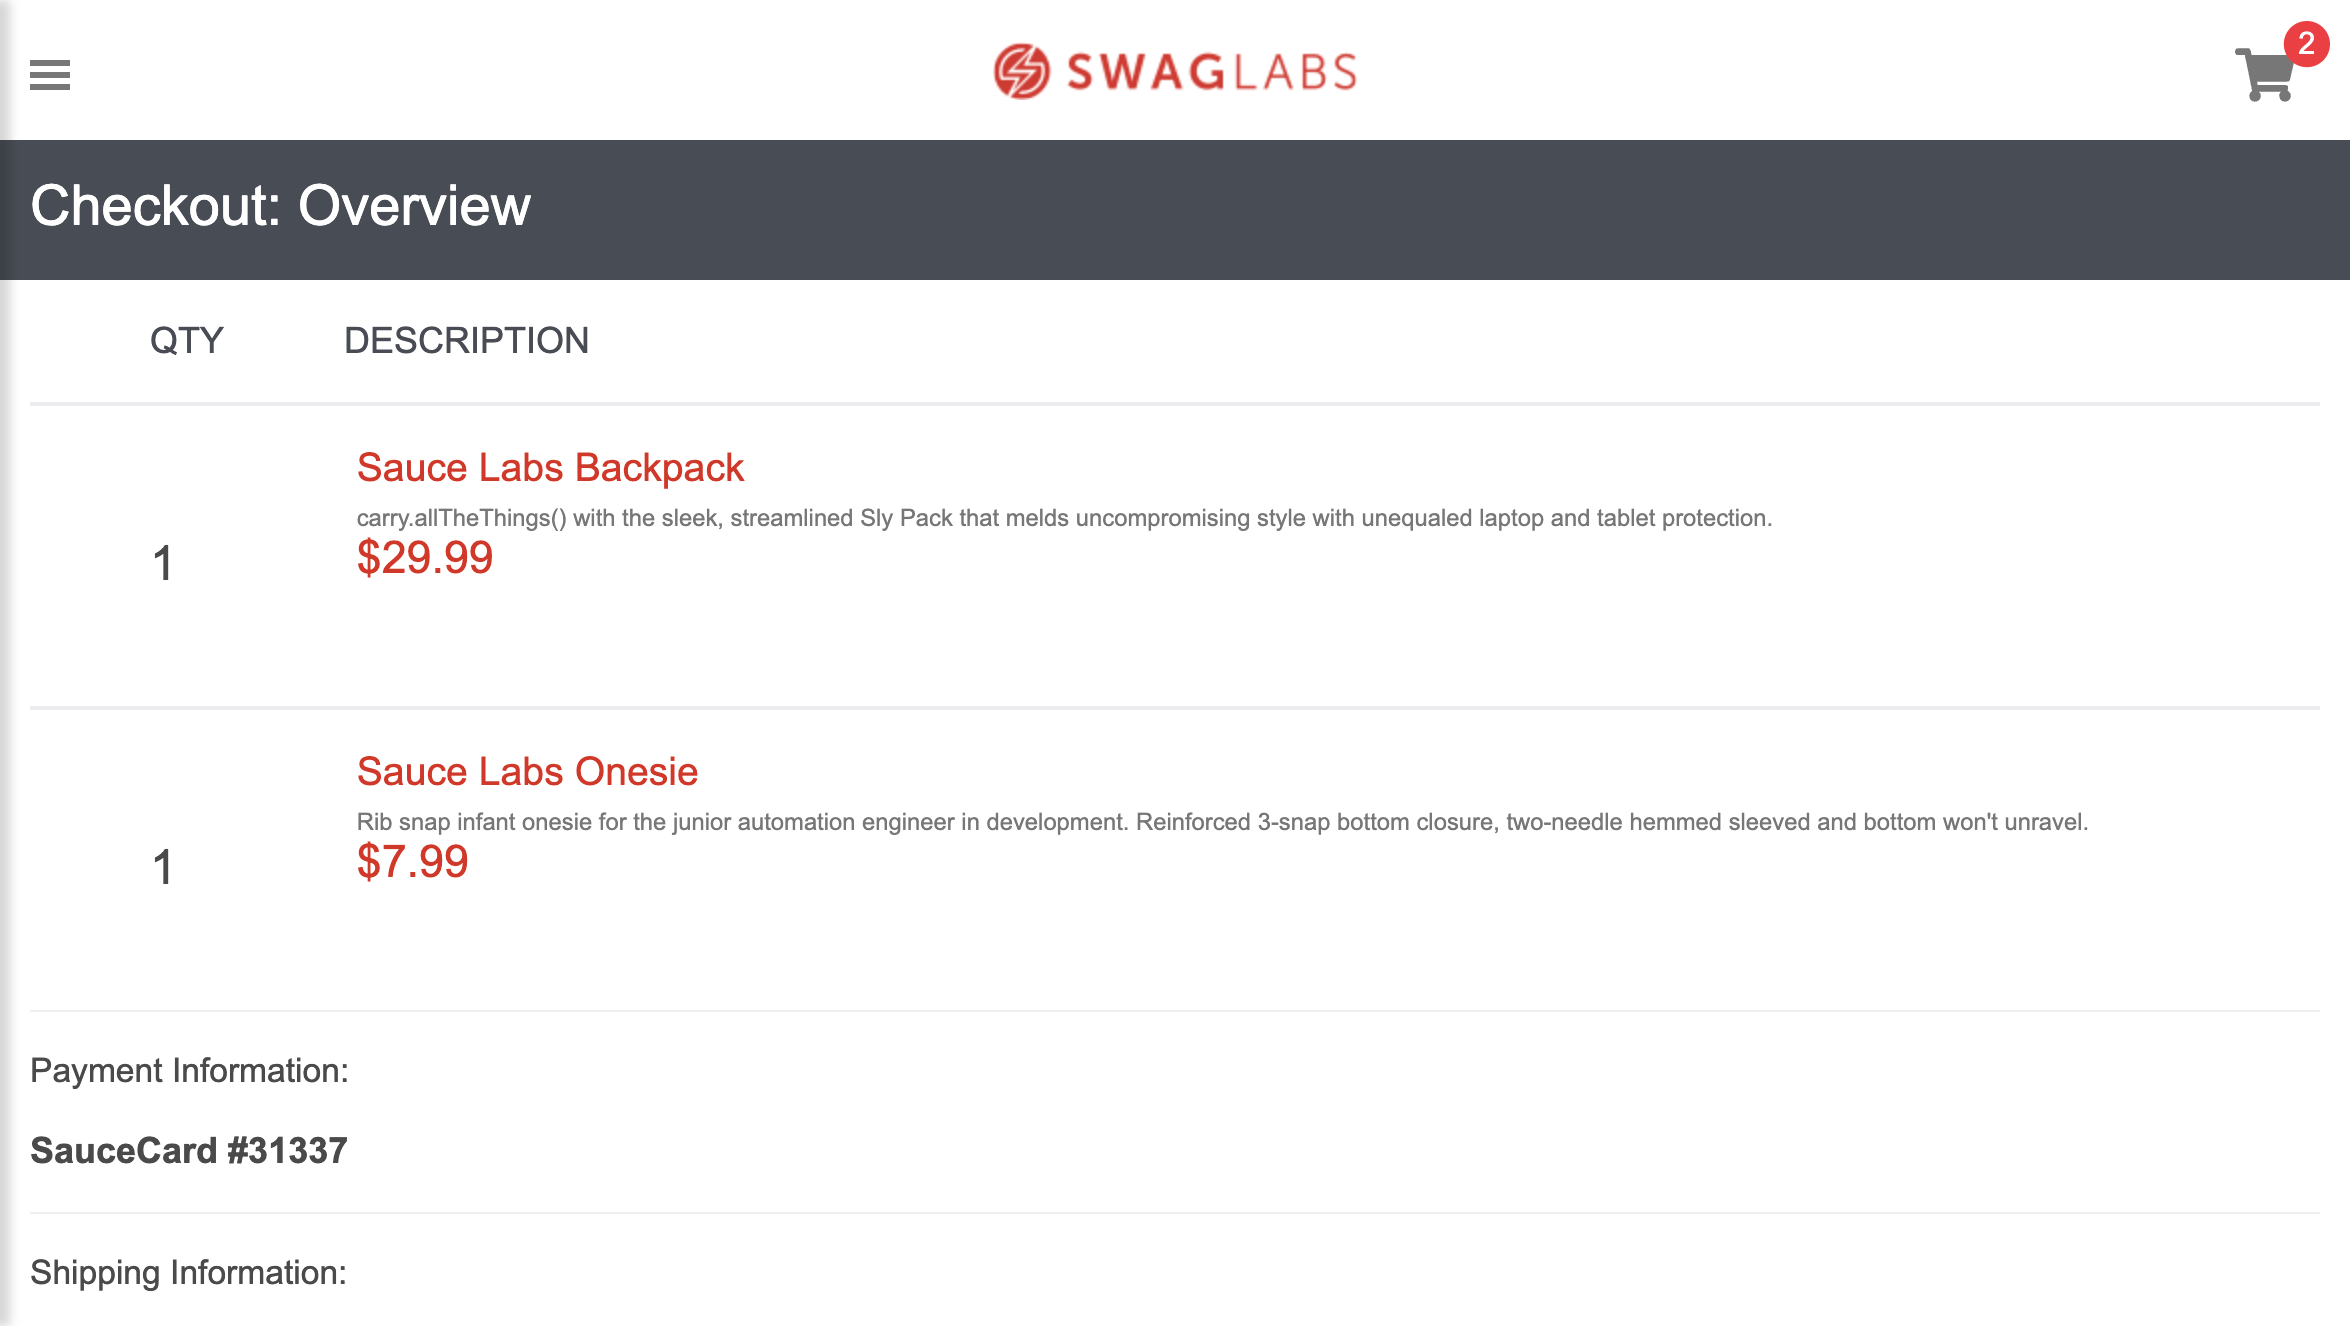 SWAGLABS
2
Checkout: Overview
QTY DESCRIPTION
Sauce Labs Backpack
carry.allTheThings() with the sleek, streamlined Sly Pack that melds uncompromising style with unequaled laptop and tablet protection.
1
$29.99
Sauce Labs Onesie
Rib snap infant onesie for the junior automation engineer in development. Reinforced 3-snap bottom closure, two-needle hemmed sleeved and bottom won't unravel.
1
$7.99
Payment Information:
SauceCard #31337
Shipping Information: